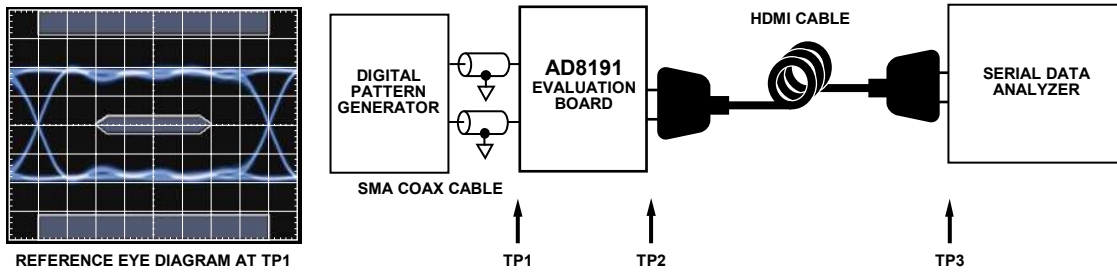 REFERENCE EYE DIAGRAM AT TP1
DIGITAL
PATTERN
GENERATOR
SMA COAX CABLE
AD8191
EVALUATION
BOARD
HDMI CABLE
SERIAL DATA
ANALYZER
TP1
TP2
TP3